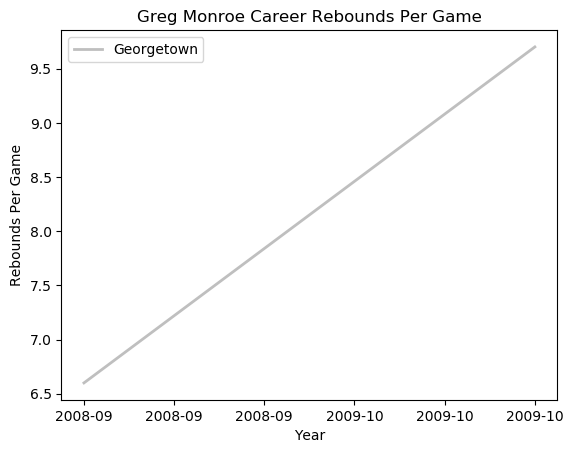 Greg Monroe Career Rebounds Per Game
Georgetown
Rebounds Per Game
9.5
9.0
8.5
8.0
7.5
7.0
6.5
2008-09 2008-09 2008-09 2009-10 2009-10 2009-10
Year